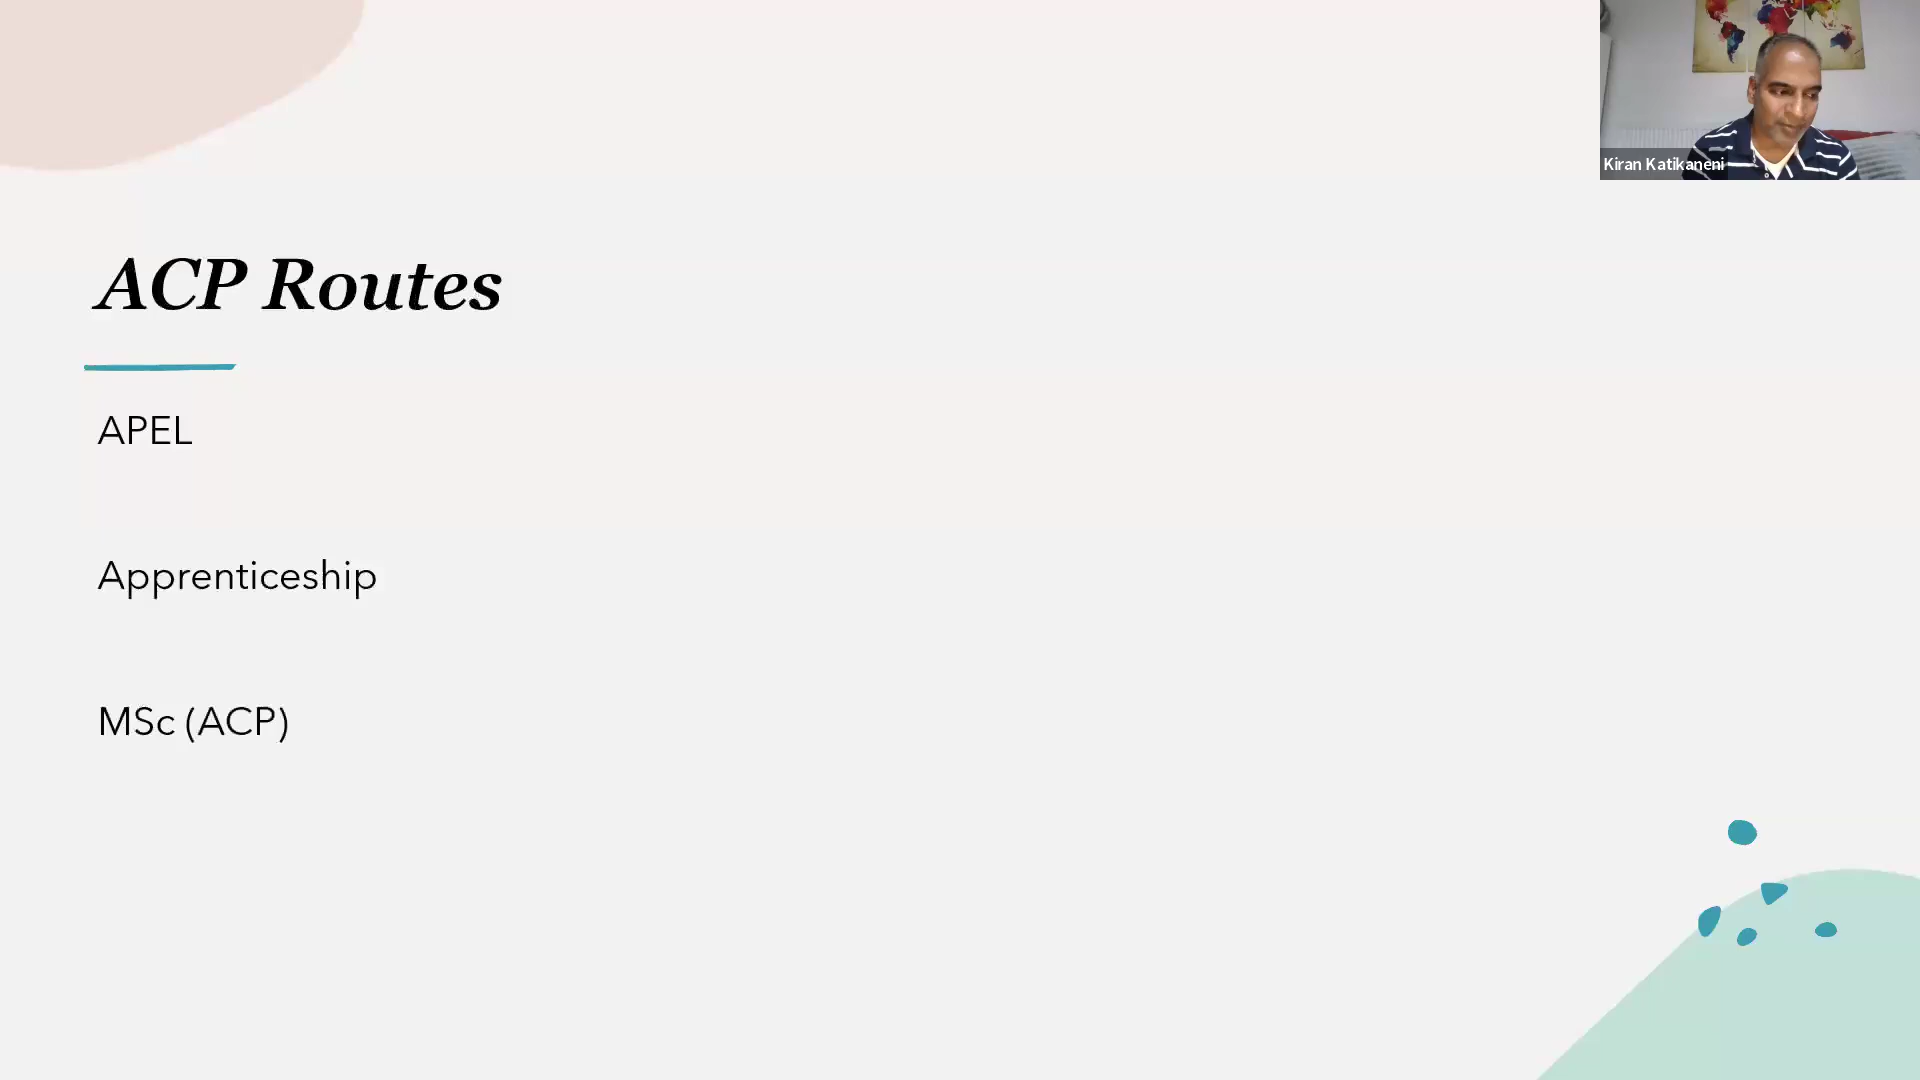 Kiran Katikaneni
ACP Routes
APEL
Apprenticeship
MSc (ACP)